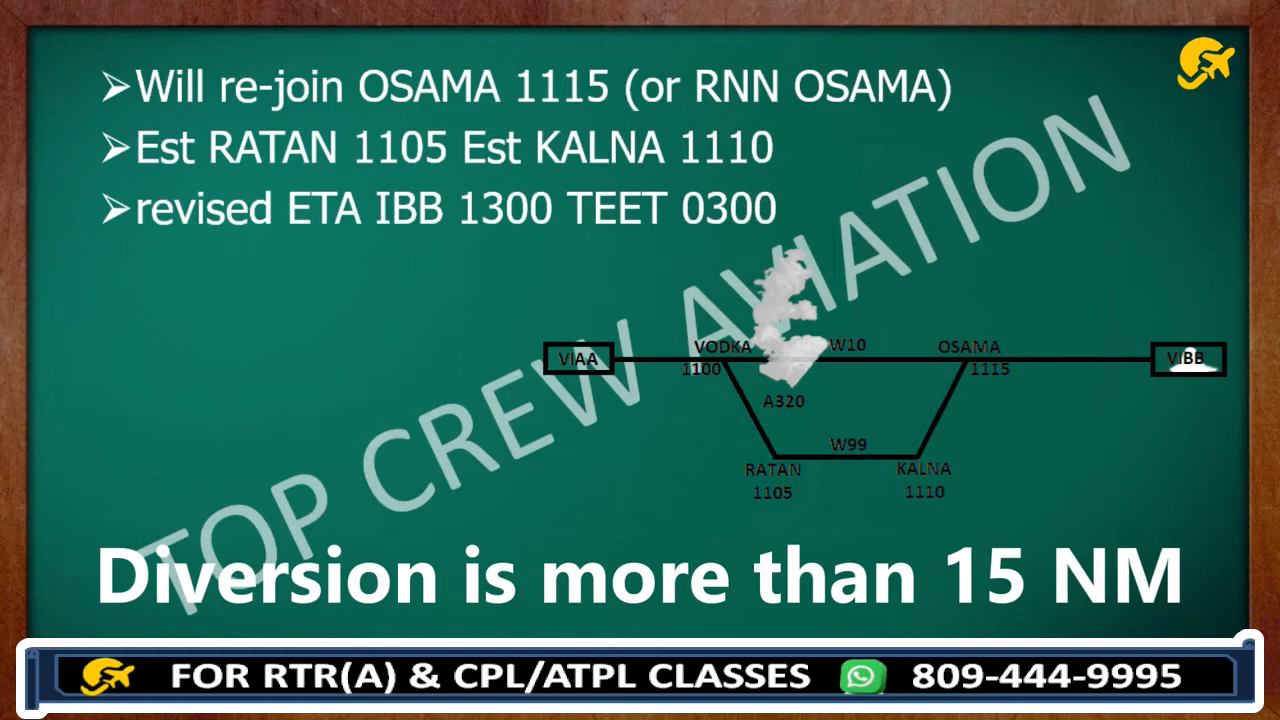 ➢Will re-join OSAMA 1115 (or RNN OSAMA)
➢Est RATAN 1105 Est KALNA 1110
➢revised ETA IBB 1300 TEET 0300
TOP CREW AVIATION
VIAA
VODKA
W10
OSAMA
VIBB
1100
1115
A320
W99
RATAN
KALNA
1105
1110
Diversion is more than 15 NM
FOR RTR(A) & CPL/ATPL CLASSES 809-444-9995